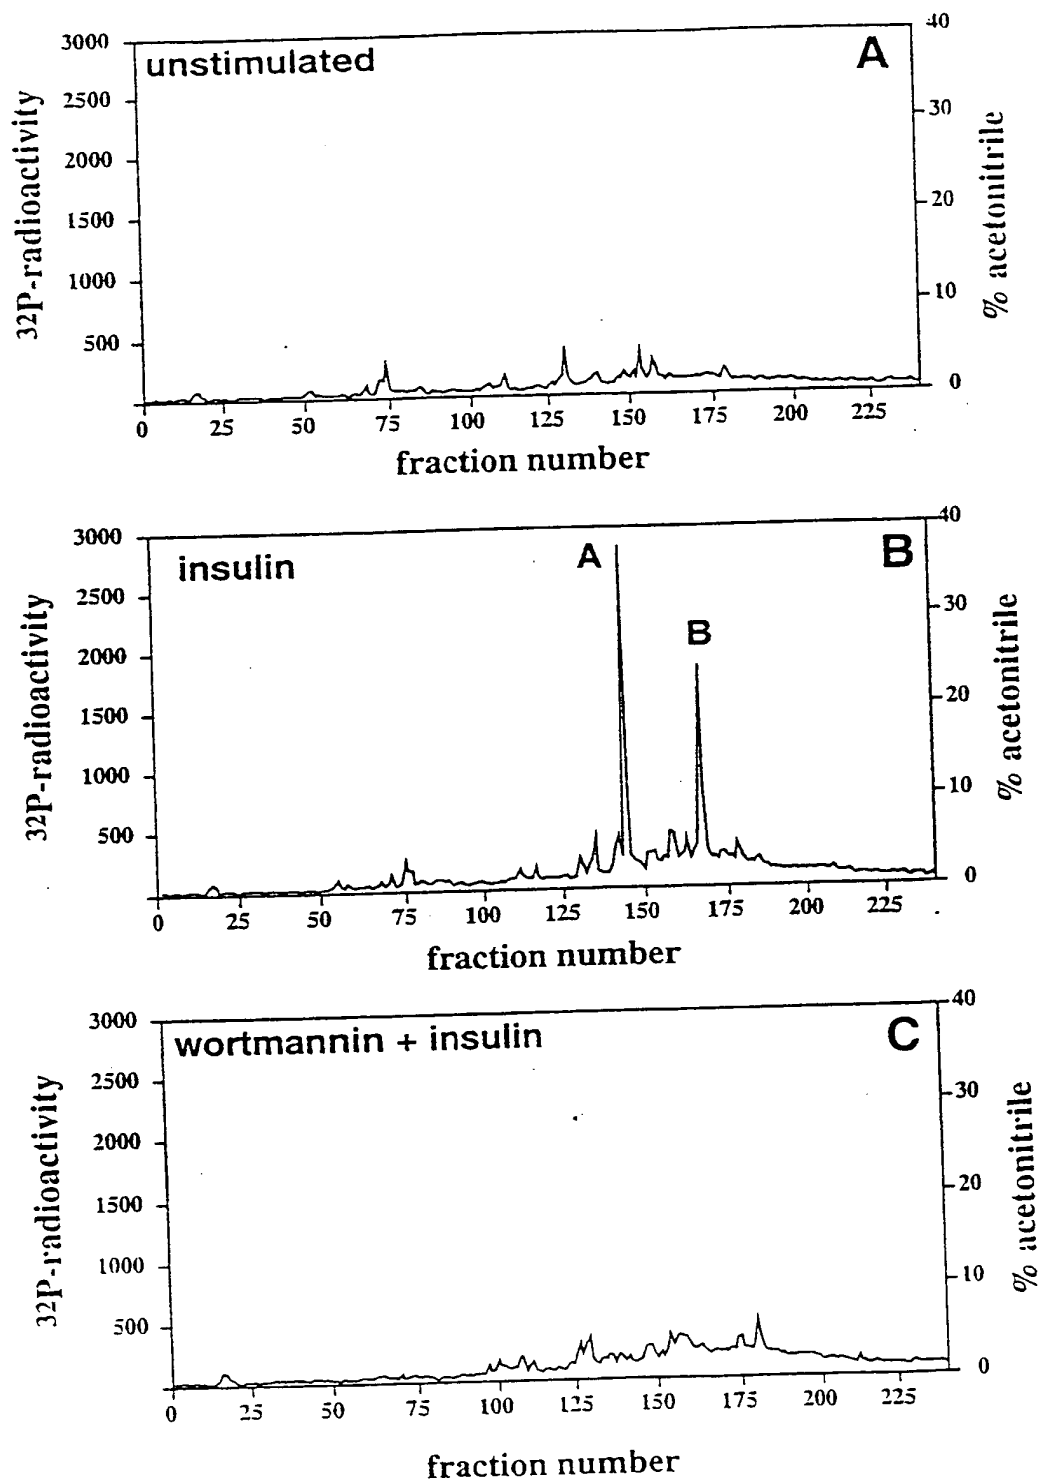 unstimulated
A
3000
2500
2000
1500
1000
500
32P-radioactivity
40
30
20
10
0
% acetonitrile
0 25 50 75 100 125 150 175 200 225
fraction number
insulin
A
B
B
3000
2500
2000
1500
1000
500
32P-radioactivity
40
30
20
10
0
% acetonitrile
0 25 50 75 100 125 150 175 200 225
fraction number
wortmannin + insulin
C
3000
2500
2000
1500
1000
500
32P-radioactivity
40
30
20
10
0
% acetonitrile
0 25 50 75 100 125 150 175 200 225
fraction number